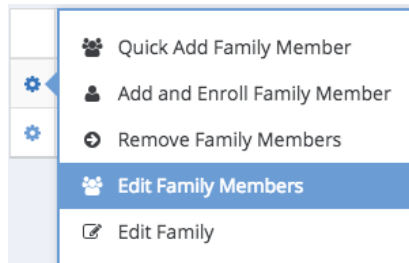 Quick Add Family Member
Add and Enroll Family Member
Remove Family Members
Edit Family Members
Edit Family